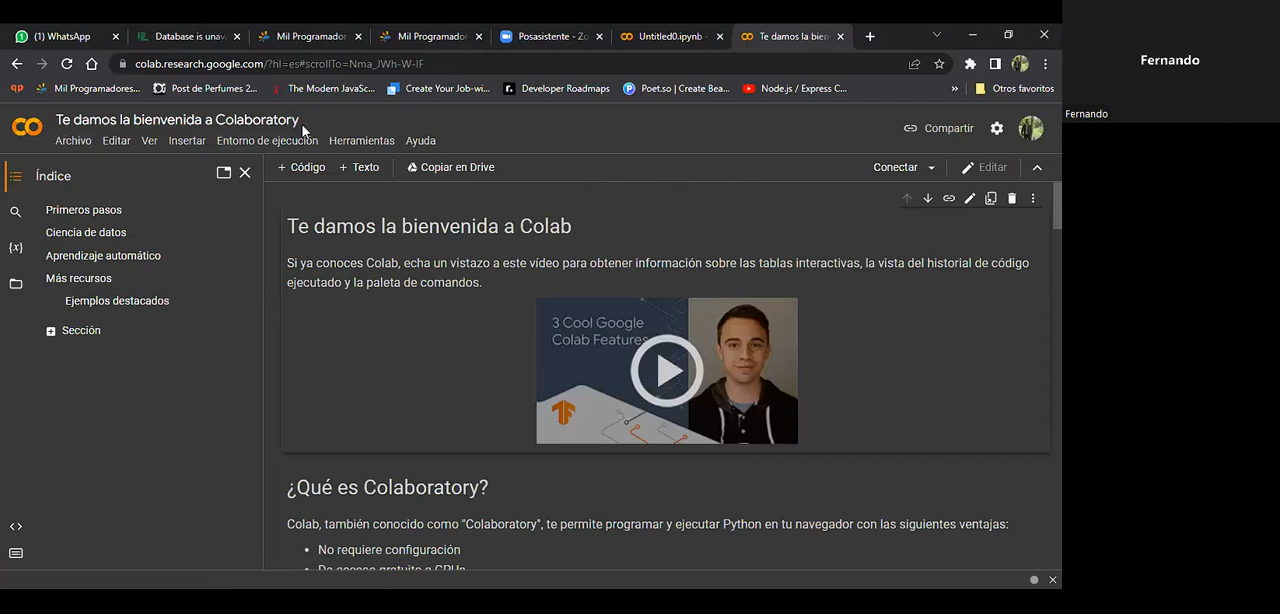 (1) WhatsApp
Database is unav
Mil Programador
Mil Programador
Posasistente - Zo
Untitled0.ipynb
Te damos la bien
colab.research.google.com/?hl=es#scrollTo=Nma_JWh-W-IF
qp
Mil Programadores...
Post de Perfumes 2...
The Modern JavaSc...
Create Your Job-wi...
Developer Roadmaps
Poet.so | Create Bea...
Node.js / Express C...
»
Otros favoritos
Te damos la bienvenida a Colaboratory
Archivo Editar Ver Insertar Entorno de ejecución Herramientas Ayuda
Compartir
Índice
+ Código + Texto Copiar en Drive
Conectar
Editar
Primeros pasos
Ciencia de datos
Aprendizaje automático
Más recursos
Ejemplos destacados
Sección
Te damos la bienvenida a Colab
Si ya conoces Colab, echa un vistazo a este vídeo para obtener información sobre las tablas interactivas, la vista del historial de código
ejecutado y la paleta de comandos.
3 Cool Google
Colab Features
¿Qué es Colaboratory?
Colab, también conocido como "Colaboratory", te permite programar y ejecutar Python en tu navegador con las siguientes ventajas:
• No requiere configuración
• Da acceso gratuito a GPUs
Fernando
Fernando